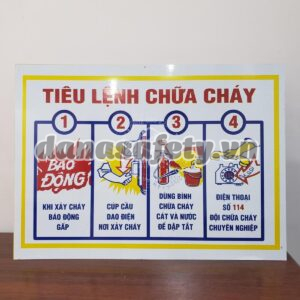 TIÊU LỆNH CHỮA CHÁY
1
BÁO
ĐỘNG
KHI XẢY CHÁY
BÁO ĐỘNG
GẤP
2
CÚP CẦU
DAO ĐIỆN
NƠI XẢY CHÁY
3
DÙNG BÌNH
CHỮA CHÁY
CÁT VÀ NƯỚC
ĐỂ DẬP TẮT
4
ĐIỆN THOẠI
SỐ 114
ĐỘI CHỮA CHÁY
CHUYÊN NGHIỆP
danasafety.vn